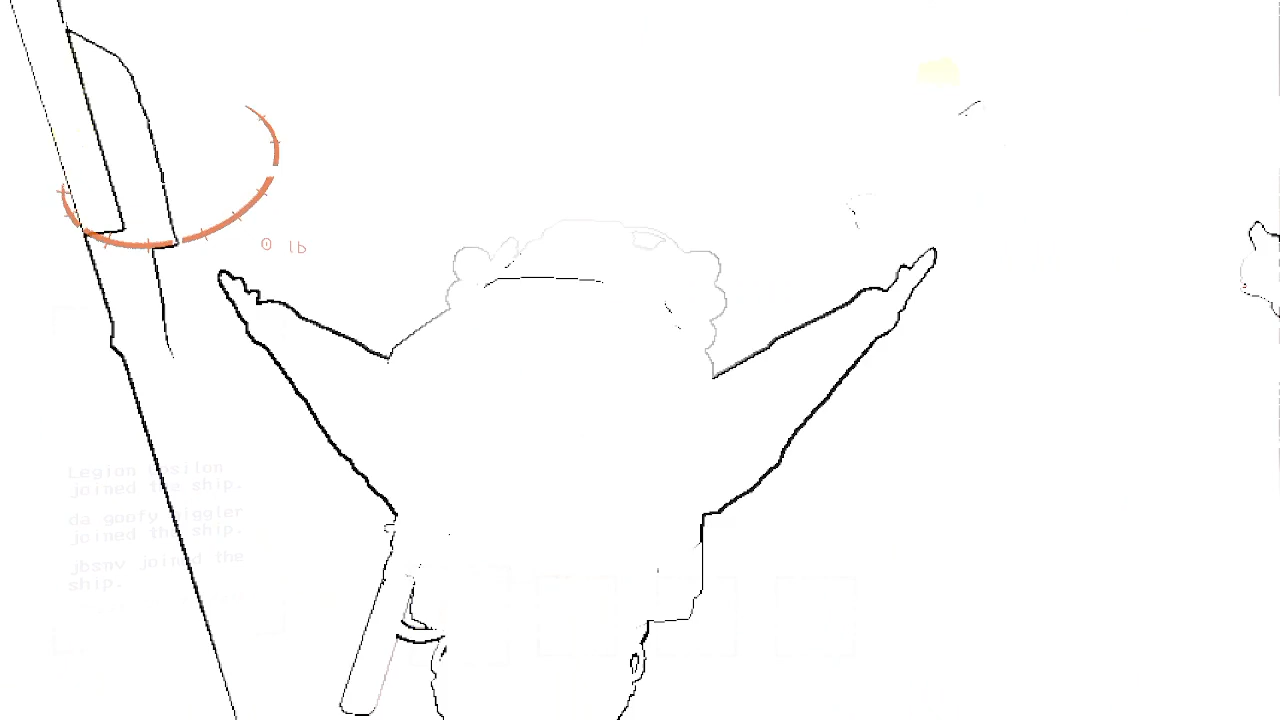 0 lb
Legion Epsilon
joined the ship.
da goofy giggler
joined the ship.
jbsmv joined the
ship.